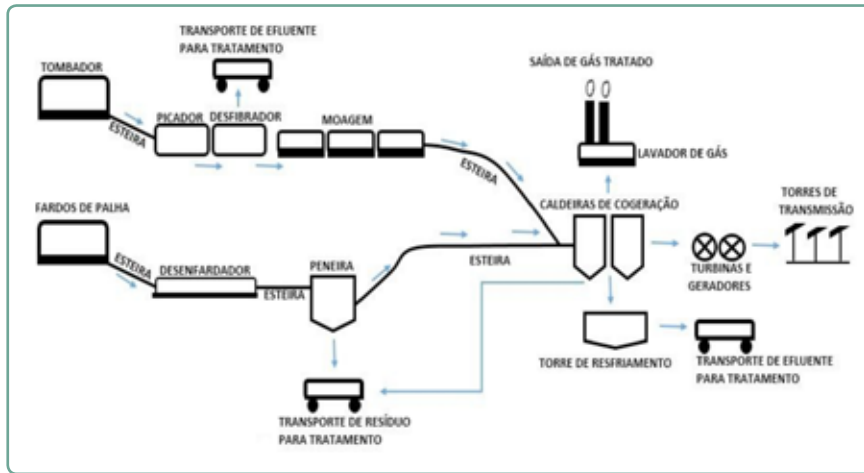 TRANSPORTE DE EFLUENTE
PARA TRATAMENTO
TOMBADOR
PICADOR
DESFIBRADOR
MOAGEM
ESTEIRA
ESTEIRA
SAÍDA DE GÁS TRATADO
LAVADOR DE GÁS
FARDOS DE PALHA
ESTEIRA
DESENFARDADOR
ESTEIRA
PENEIRA
ESTEIRA
CALDEIRAS DE COGERAÇÃO
TORRES DE
TRANSMISSÃO
TURBINAS E
GERADORES
TORRE DE RESFRIAMENTO
TRANSPORTE DE EFLUENTE
PARA TRATAMENTO
TRANSPORTE DE RESÍDUO
PARA TRATAMENTO